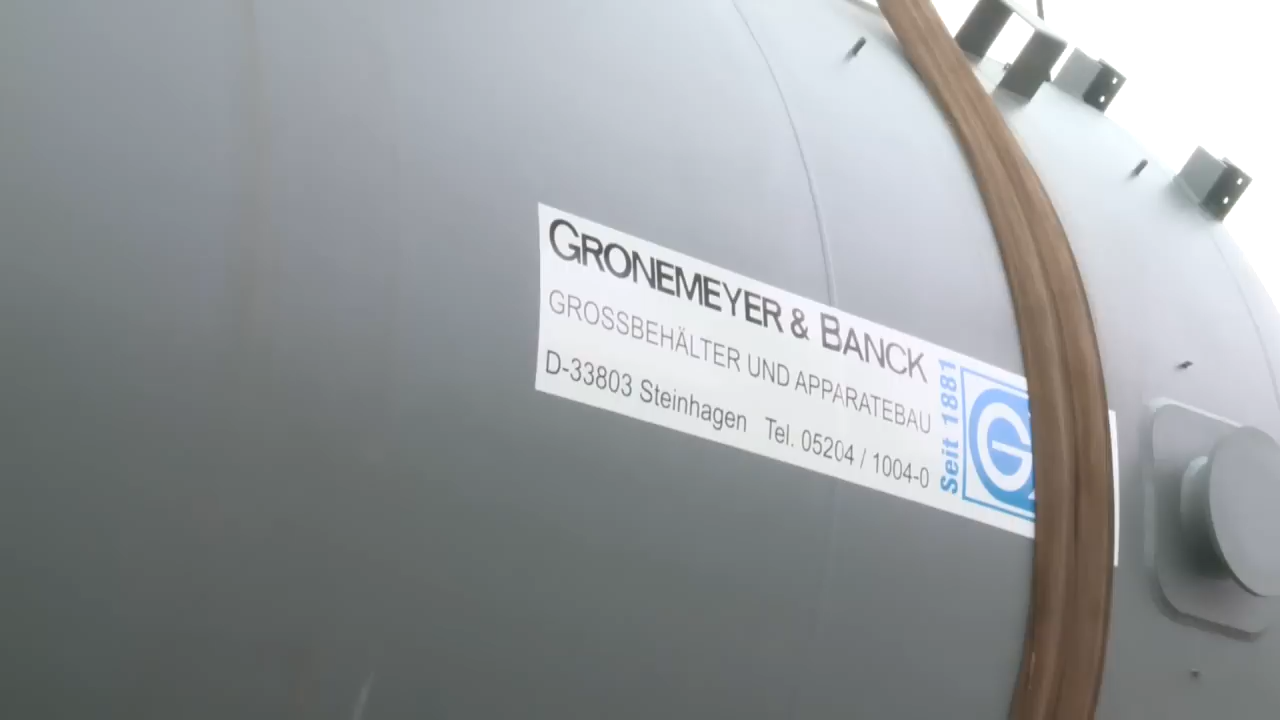 GRONEMEYER & BANCK
GROSSBEHÄLTER UND APPARATEBAU
D-33803 Steinhagen Tel. 05204 / 1004-0
Seit 1881
G